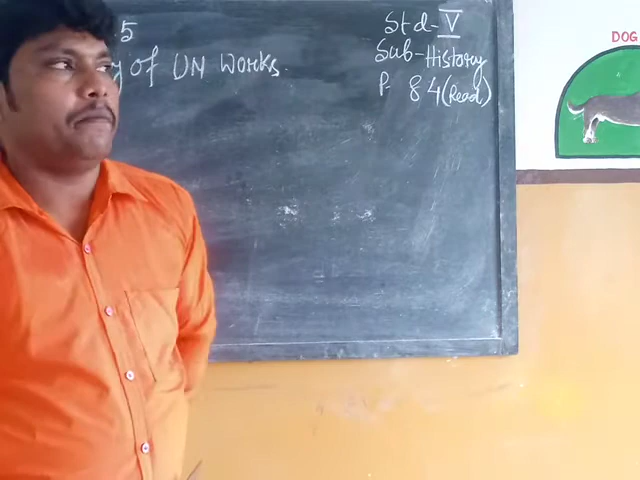 5
y of UN Works.
Std-V
Sub-History
P- 84(Read)
DOG